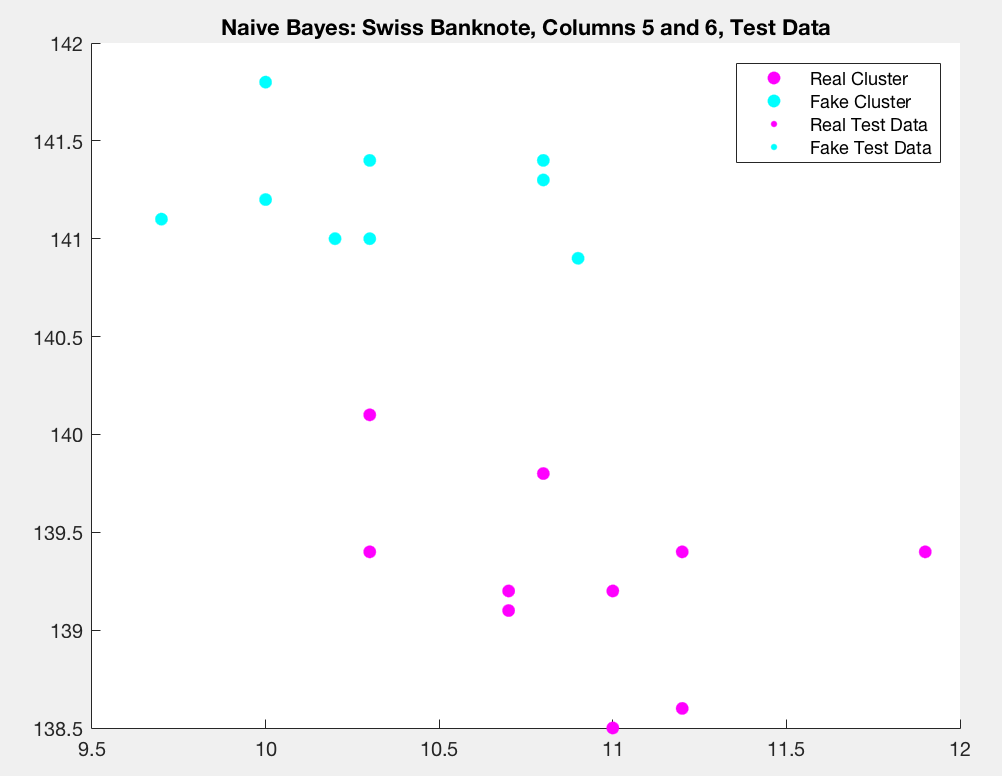 Naive Bayes: Swiss Banknote, Columns 5 and 6, Test Data
Real Cluster
Fake Cluster
Real Test Data
Fake Test Data
142
141.5
141
140.5
140
139.5
139
138.5
9.5 10 10.5 11 11.5 12